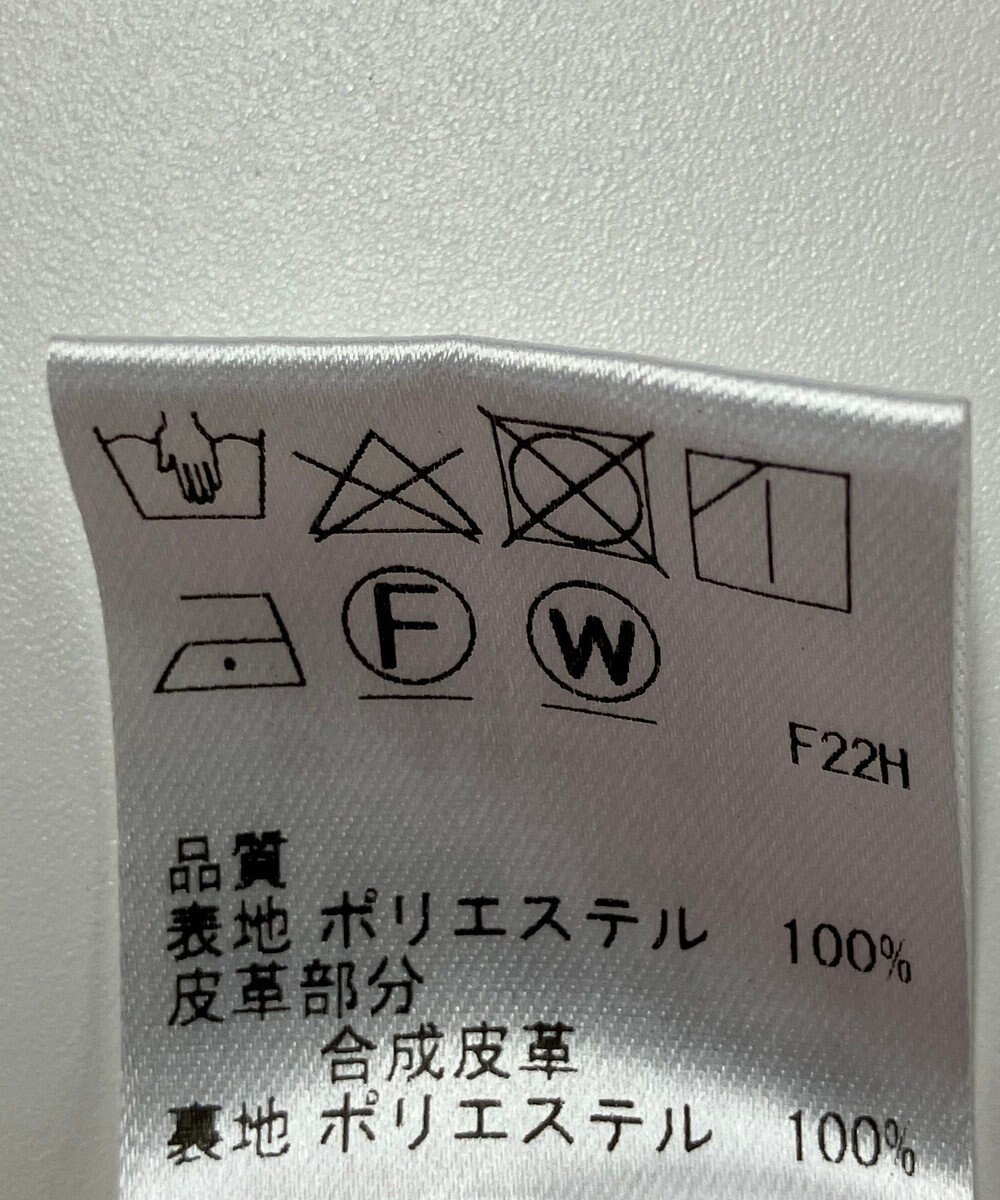 F W
F22H
品質
表地 ポリエステル 100%
皮革部分
合成皮革
裏地 ポリエステル 100%